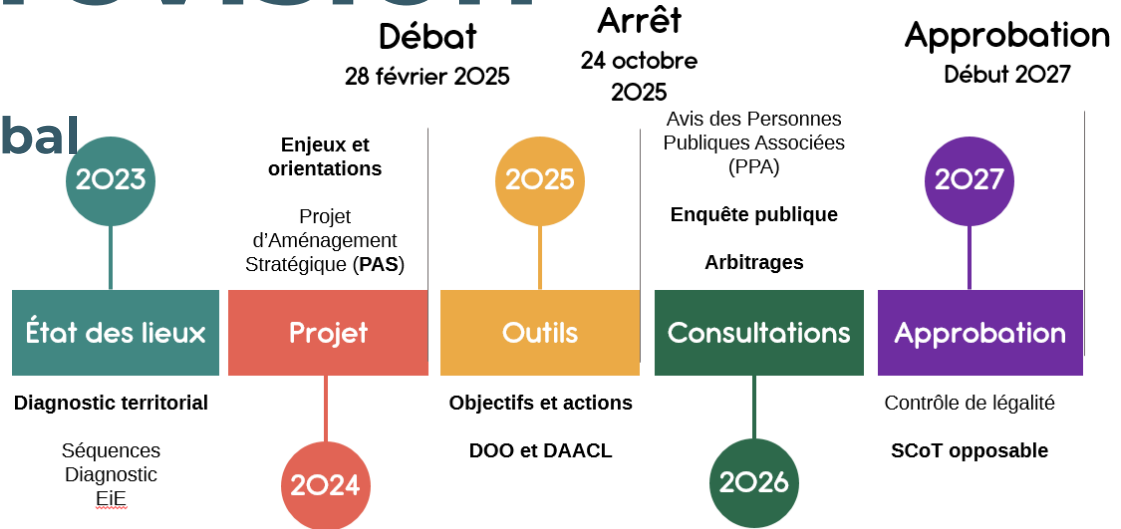 révision
bal
Débat
28 février 2025
Arrêt
24 octobre
2025
Approbation
Début 2027
2023
Enjeux et
orientations
Projet
d'Aménagement
Stratégique (PAS)
2025
Avis des Personnes
Publiques Associées
(PPA)
Enquête publique
Arbitrages
2027
État des lieux
Projet
Outils
Consultations
Approbation
Diagnostic territorial
Séquences
Diagnostic
EiE
2024
Objectifs et actions
DOO et DAACL
2026
Contrôle de légalité
SCoT opposable